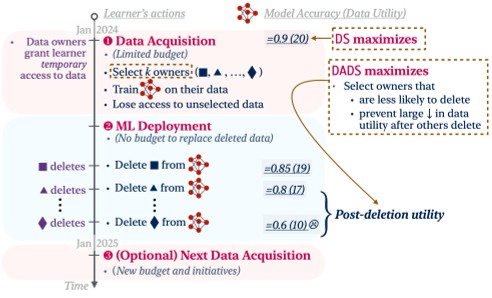 Learner's actions
Model Accuracy (Data Utility)
Jan 2024
Data owners
grant learner
temporary
access to data
❶ Data Acquisition
(Limited budget)
• Select k owners (■, ▲, …, ◆)
• Train on their data
• Lose access to unselected data
=0.9 (20)
DS maximizes
DADS maximizes
• Select owners that
• are less likely to delete
• prevent large ↓ in data
utility after others delete
❷ ML Deployment
(No budget to replace deleted data)
■ deletes
• Delete ■ from
=0.85 (19)
▲ deletes
• Delete ▲ from
=0.8 (17)
◆ deletes
• Delete ◆ from
=0.6 (10) ☹
Post-deletion utility
Jan 2025
❸ (Optional) Next Data Acquisition
(New budget and initiatives)
Time